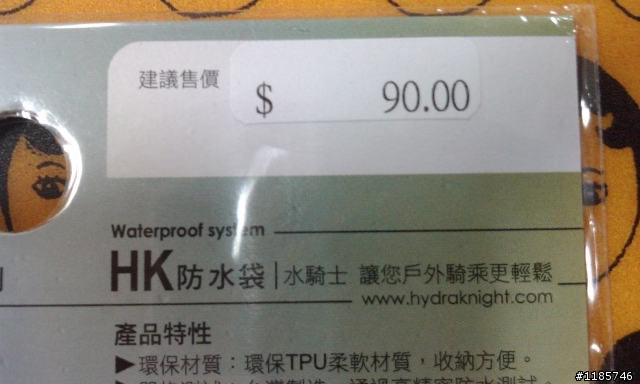 建議售價 $ 90.00
Waterproof system
HK防水袋|水騎士 讓您戶外騎乘更輕鬆
www.hydraknight.com
產品特性
▶環保材質：環保TPU柔軟材質，收納方便。
#1185746